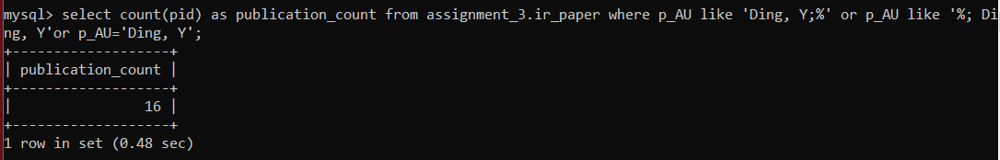 mysql> select count(pid) as publication_count from assignment_3.ir_paper where p_AU like 'Ding, Y;%' or p_AU like '%; Di
ng, Y'or p_AU='Ding, Y';
+-------------------+
| publication_count |
+-------------------+
|                16 |
+-------------------+
1 row in set (0.48 sec)